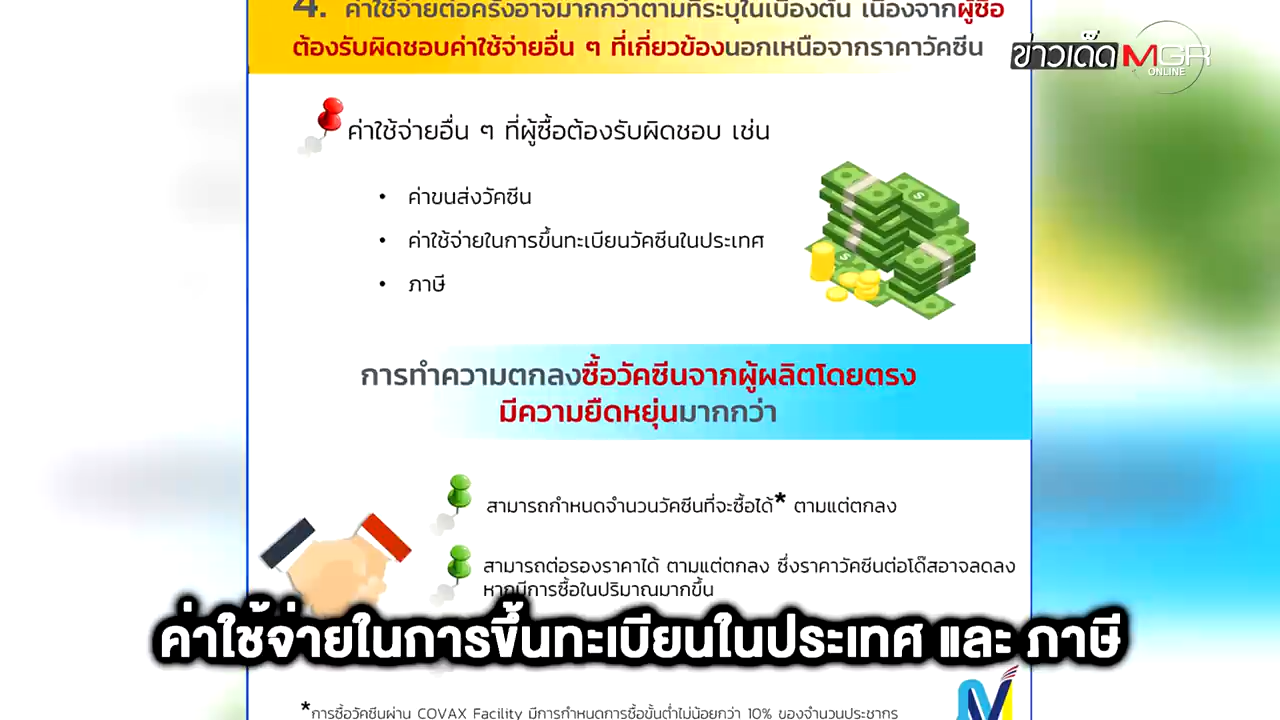 4. ค่าใช้จ่ายต่อครั้งอาจมากกว่าตามที่ระบุในเบื้องต้น เนื่องจากผู้ซื้อ
ต้องรับผิดชอบค่าใช้จ่ายอื่น ๆ ที่เกี่ยวข้องนอกเหนือจากราคาวัคซีน
ข่าวเด็ด MGR
ONLINE
ค่าใช้จ่ายอื่น ๆ ที่ผู้ซื้อต้องรับผิดชอบ เช่น
• ค่าขนส่งวัคซีน
• ค่าใช้จ่ายในการขึ้นทะเบียนวัคซีนในประเทศ
• ภาษี
การทำความตกลงซื้อวัคซีนจากผู้ผลิตโดยตรง
มีความยืดหยุ่นมากกว่า
สามารถกำหนดจำนวนวัคซีนที่จะซื้อได้* ตามแต่ตกลง
สามารถต่อรองราคาได้ ตามแต่ตกลง ซึ่งราคาวัคซีนต่อโด๊สอาจลดลง
หากมีการซื้อในปริมาณมากขึ้น
ค่าใช้จ่ายในการขึ้นทะเบียนในประเทศ และ ภาษี
*การซื้อวัคซีนผ่าน COVAX Facility มีการกำหนดการซื้อขั้นต่ำไม่น้อยกว่า 10% ของจำนวนประชากร